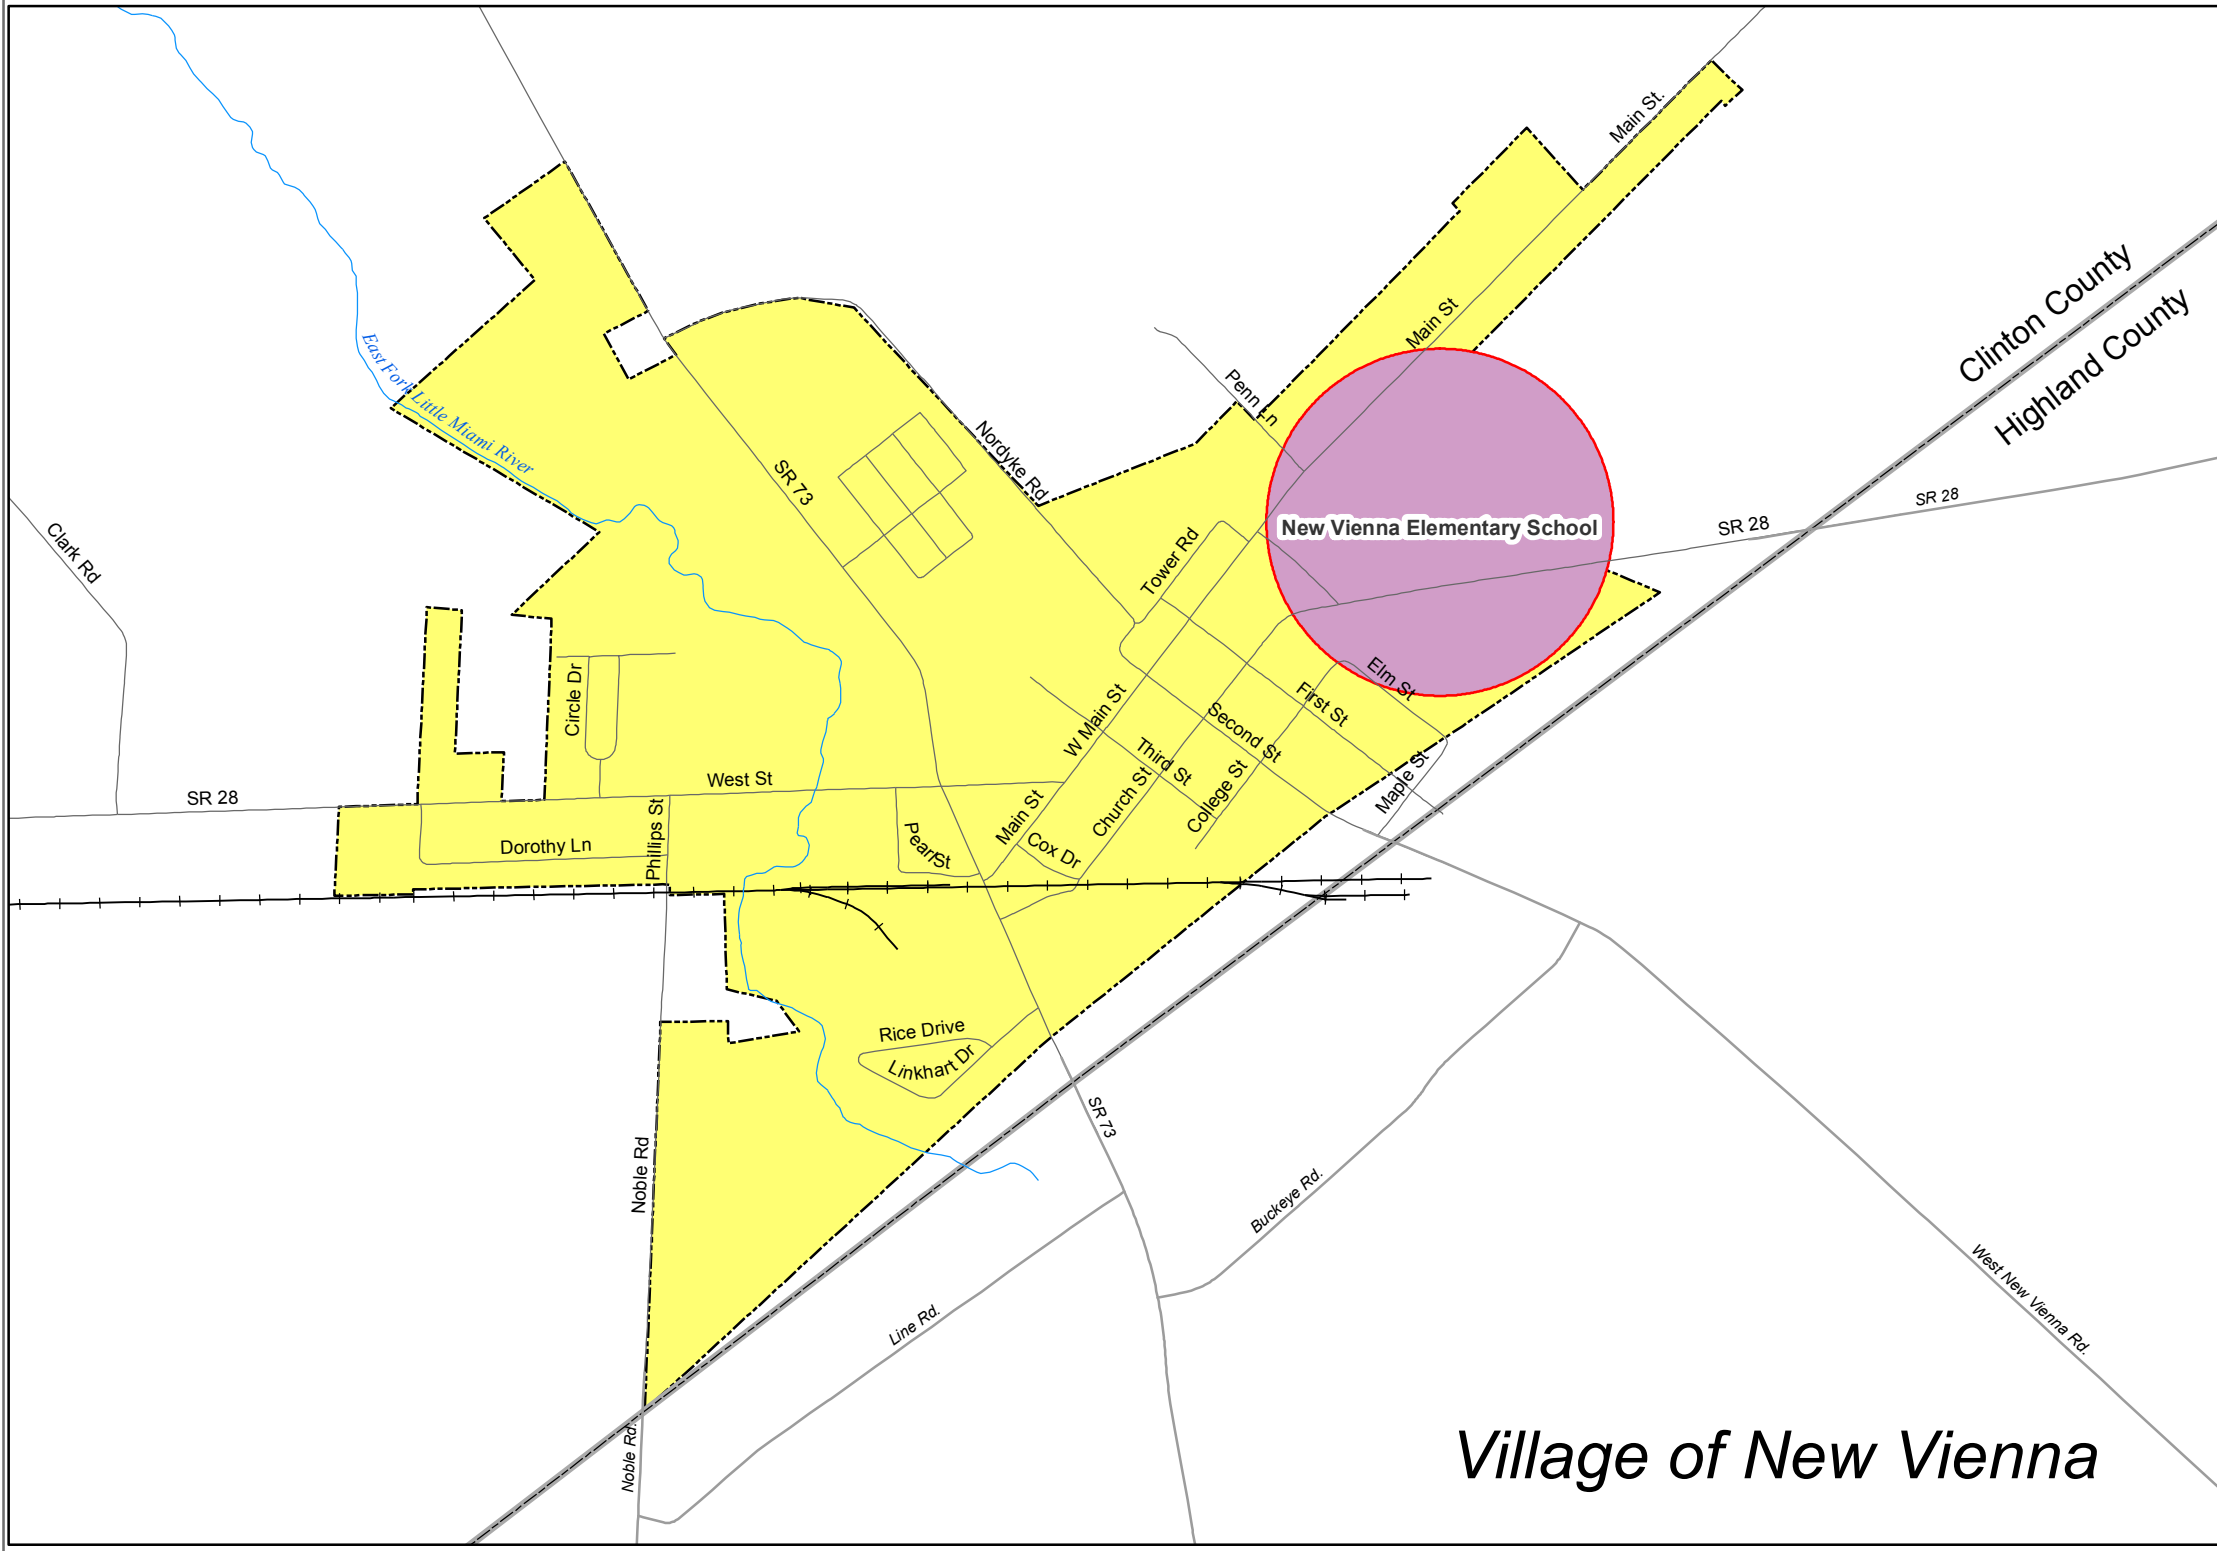 Main St.
Clinton County
Highland County
East Fork Little Miami River
Main St
Penn Ln
SR 73
Nordyke Rd
New Vienna Elementary School
SR 28
SR 28
Clark Rd
Tower Rd
Circle Dr
Elm St
First St
Second St
W Main St
Third St
West St
SR 28
Church St
College St
Maple St
Main St
Cox Dr
Pearl St
Phillips St
Dorothy Ln
Rice Drive
Linkhart Dr
SR 73
Noble Rd
Buckeye Rd.
Line Rd.
West New Vienna Rd.
Noble Rd.
Village of New Vienna